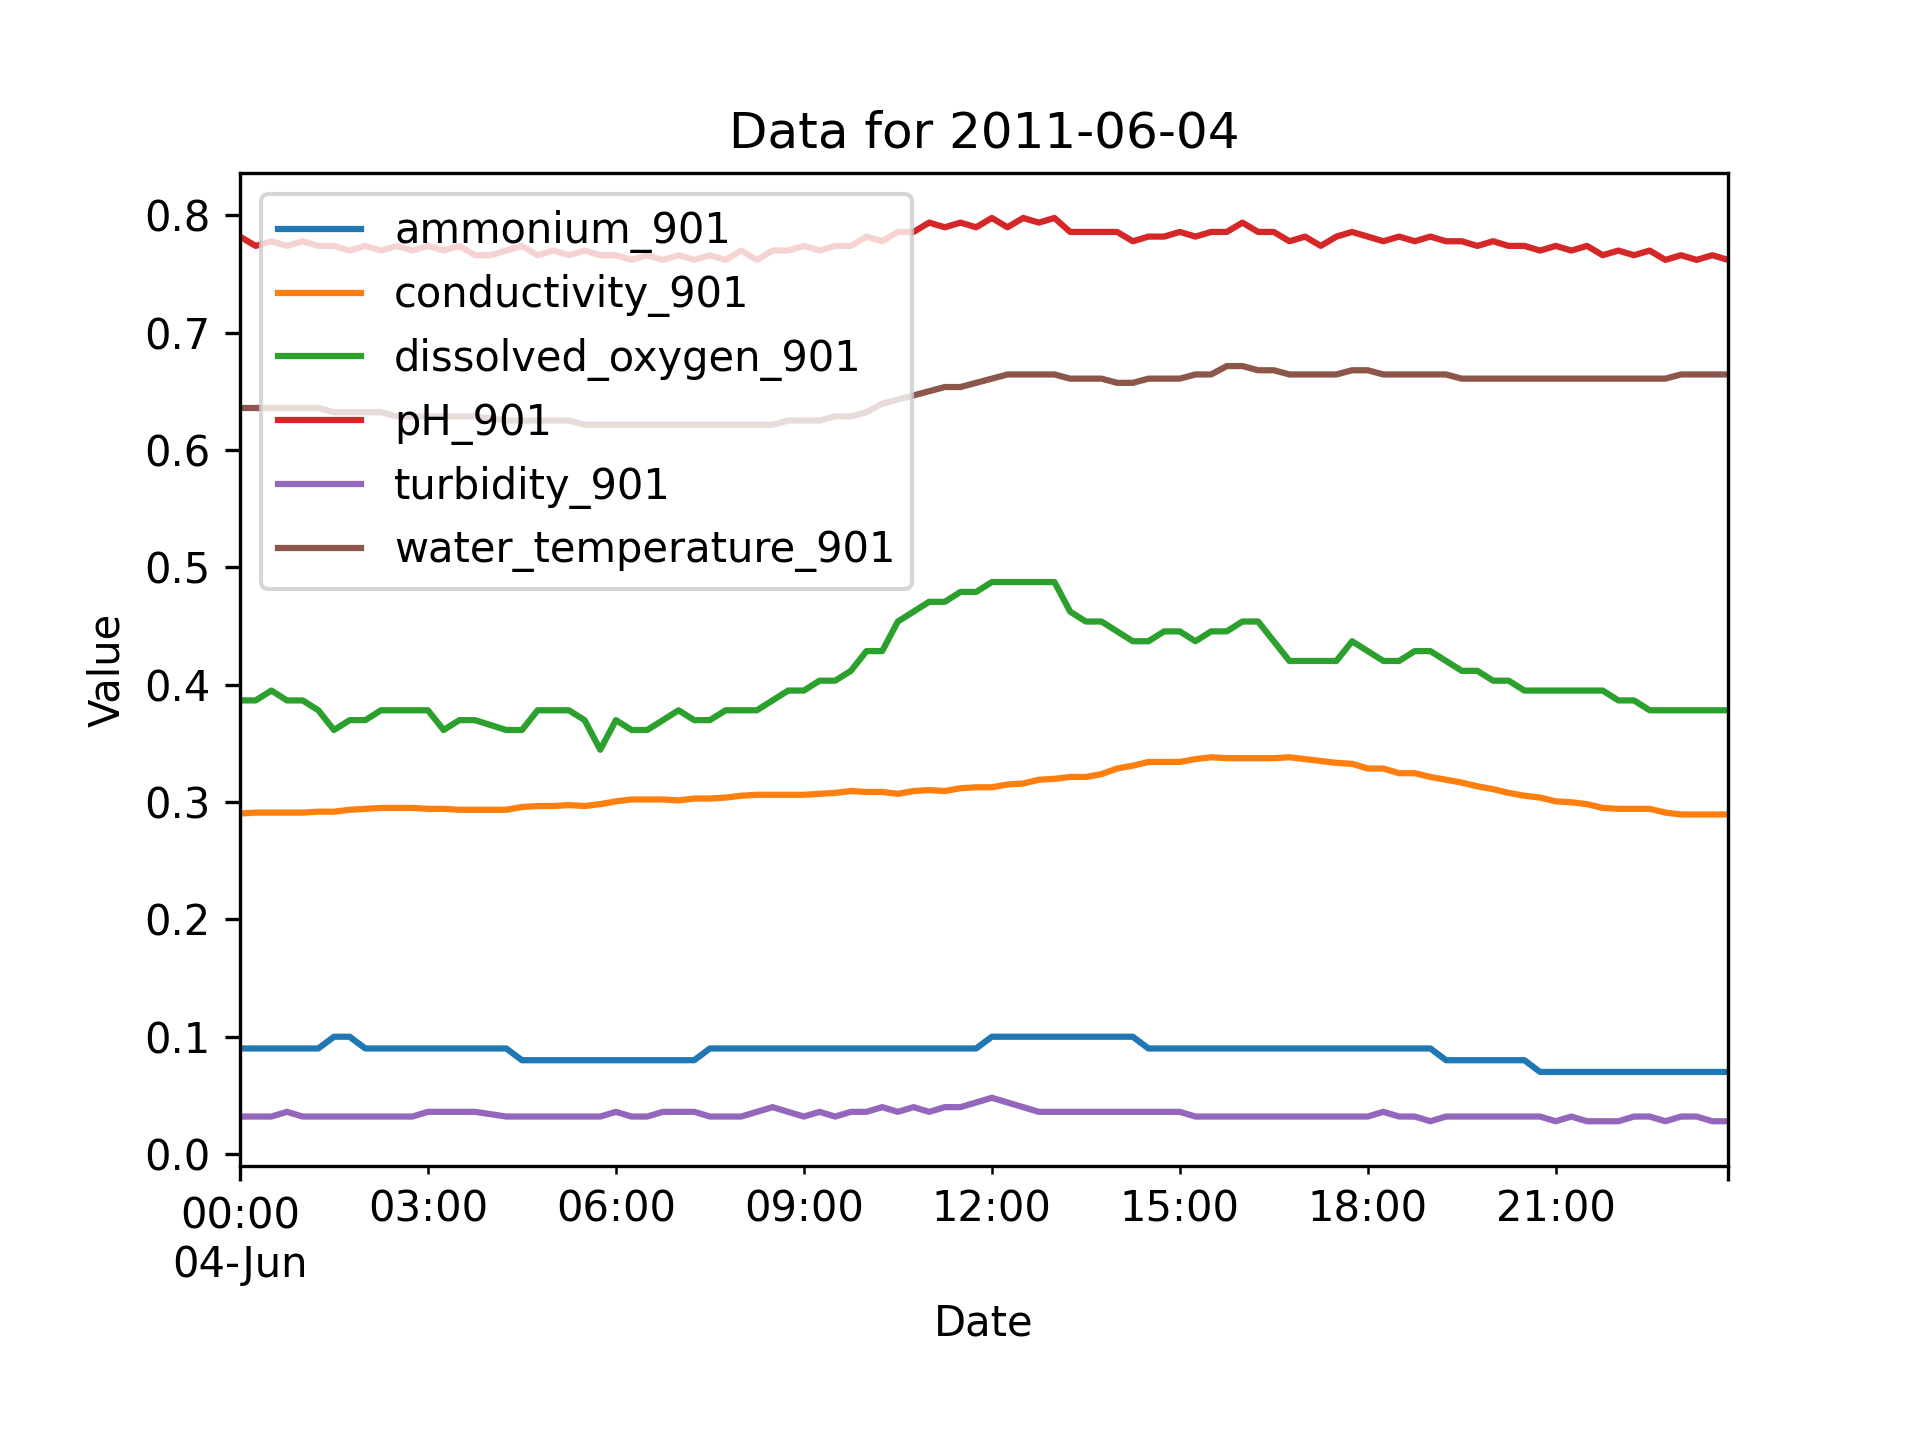 Data for 2011-06-04
0.8
0.7
0.6
0.5
0.4
0.3
0.2
0.1
0.0
Value
ammonium_901
conductivity_901
dissolved_oxygen_901
pH_901
turbidity_901
water_temperature_901
00:00 03:00 06:00 09:00 12:00 15:00 18:00 21:00
04-Jun
Date